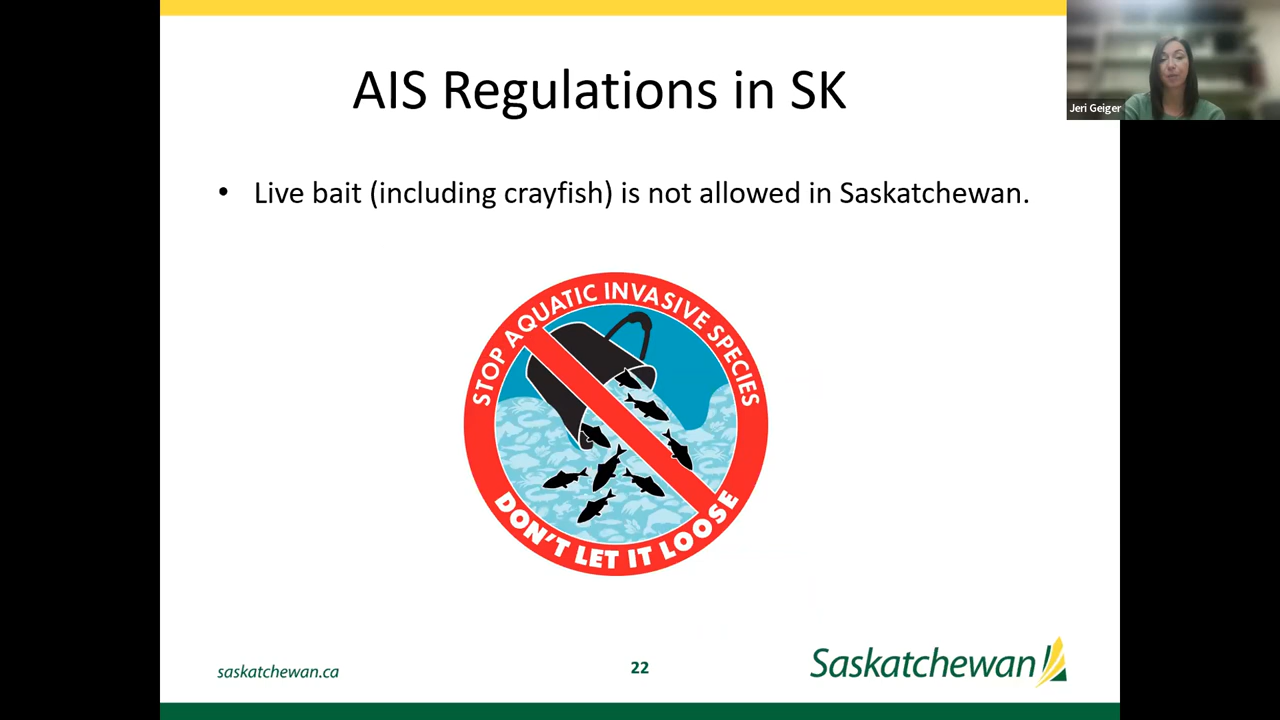 AIS Regulations in SK
Jeri Geiger
• Live bait (including crayfish) is not allowed in Saskatchewan.
STOP AQUATIC INVASIVE SPECIES
DON'T LET IT LOOSE
saskatchewan.ca
22
Saskatchewan